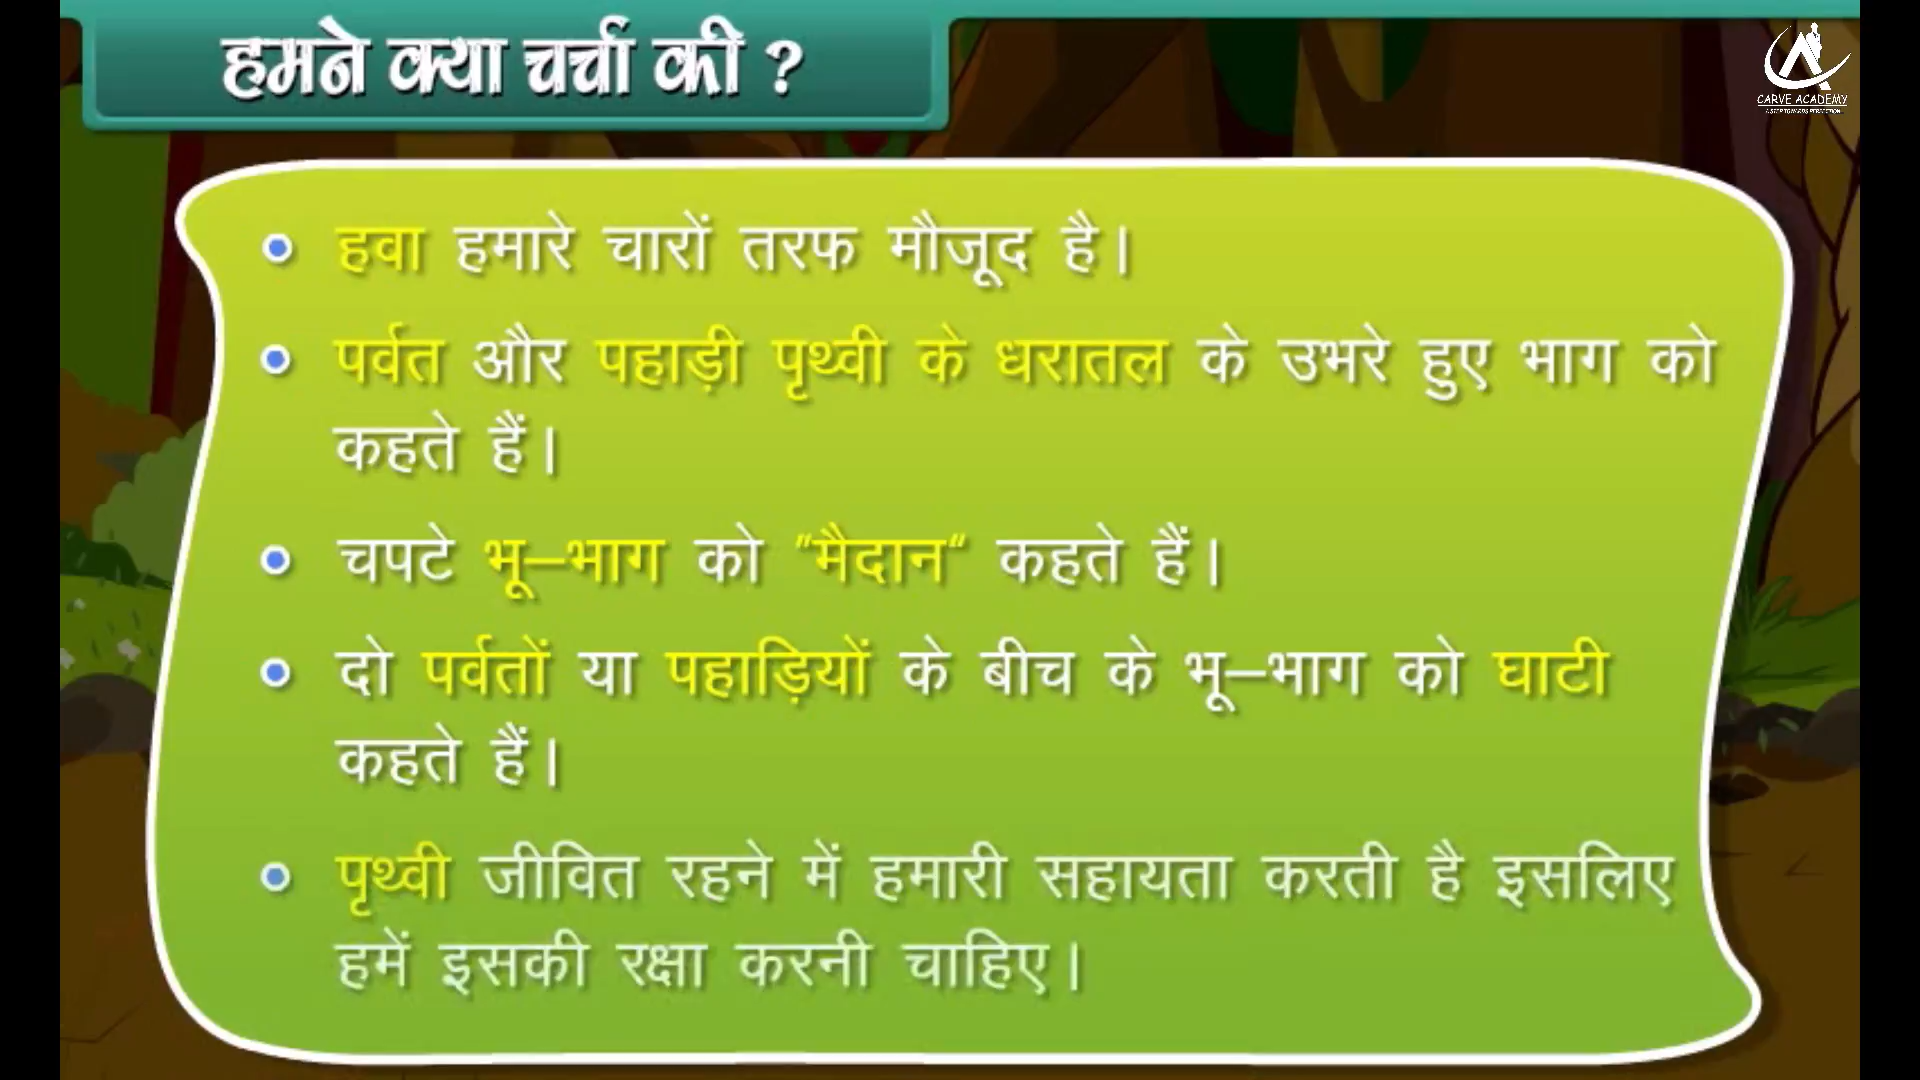 हमने क्या चर्चा की ?
CARVE ACADEMY
हवा हमारे चारों तरफ मौजूद है।
पर्वत और पहाड़ी पृथ्वी के धरातल के उभरे हुए भाग को
कहते हैं।
चपटे भू–भाग को "मैदान" कहते हैं।
दो पर्वतों या पहाड़ियों के बीच के भू–भाग को घाटी
कहते हैं।
पृथ्वी जीवित रहने में हमारी सहायता करती है इसलिए
हमें इसकी रक्षा करनी चाहिए।